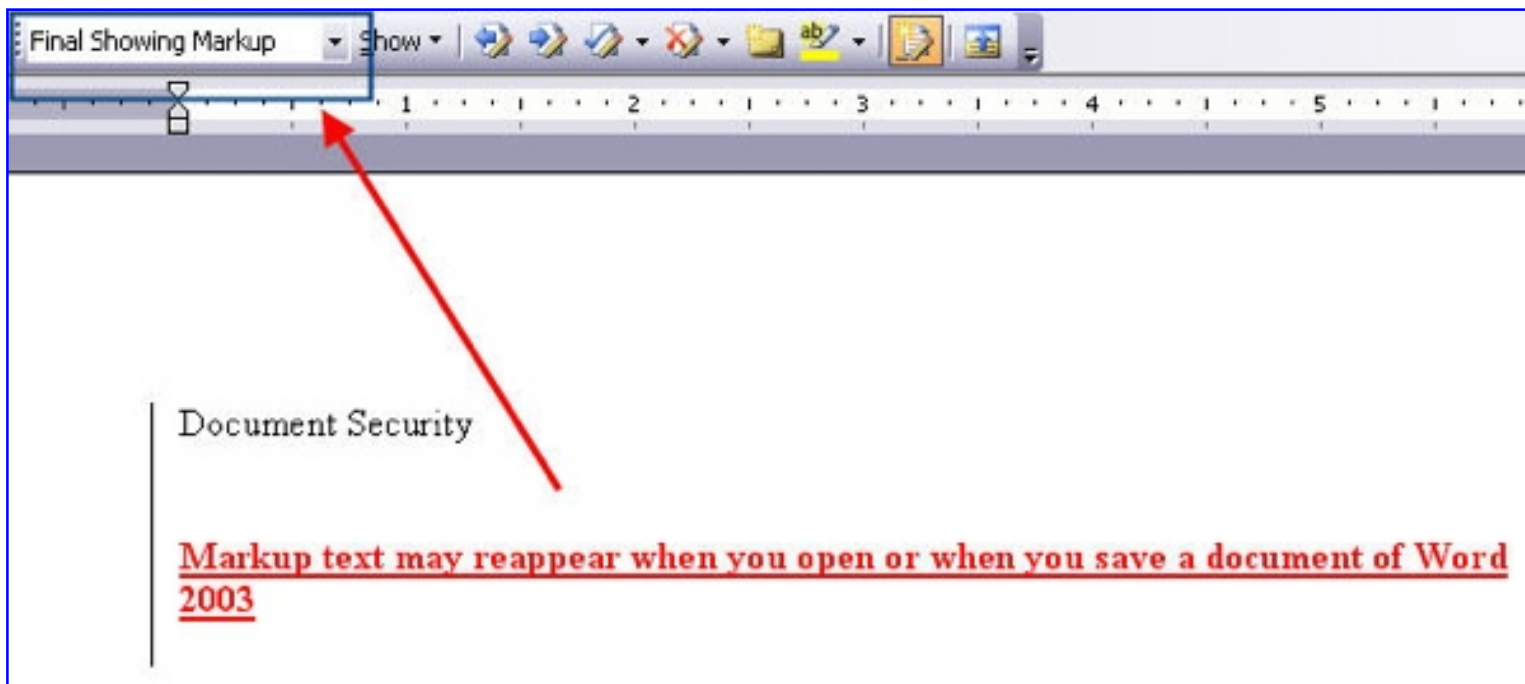 Final Showing Markup Show
ab
1 2 3 4 5
Document Security
Markup text may reappear when you open or when you save a document of Word
2003